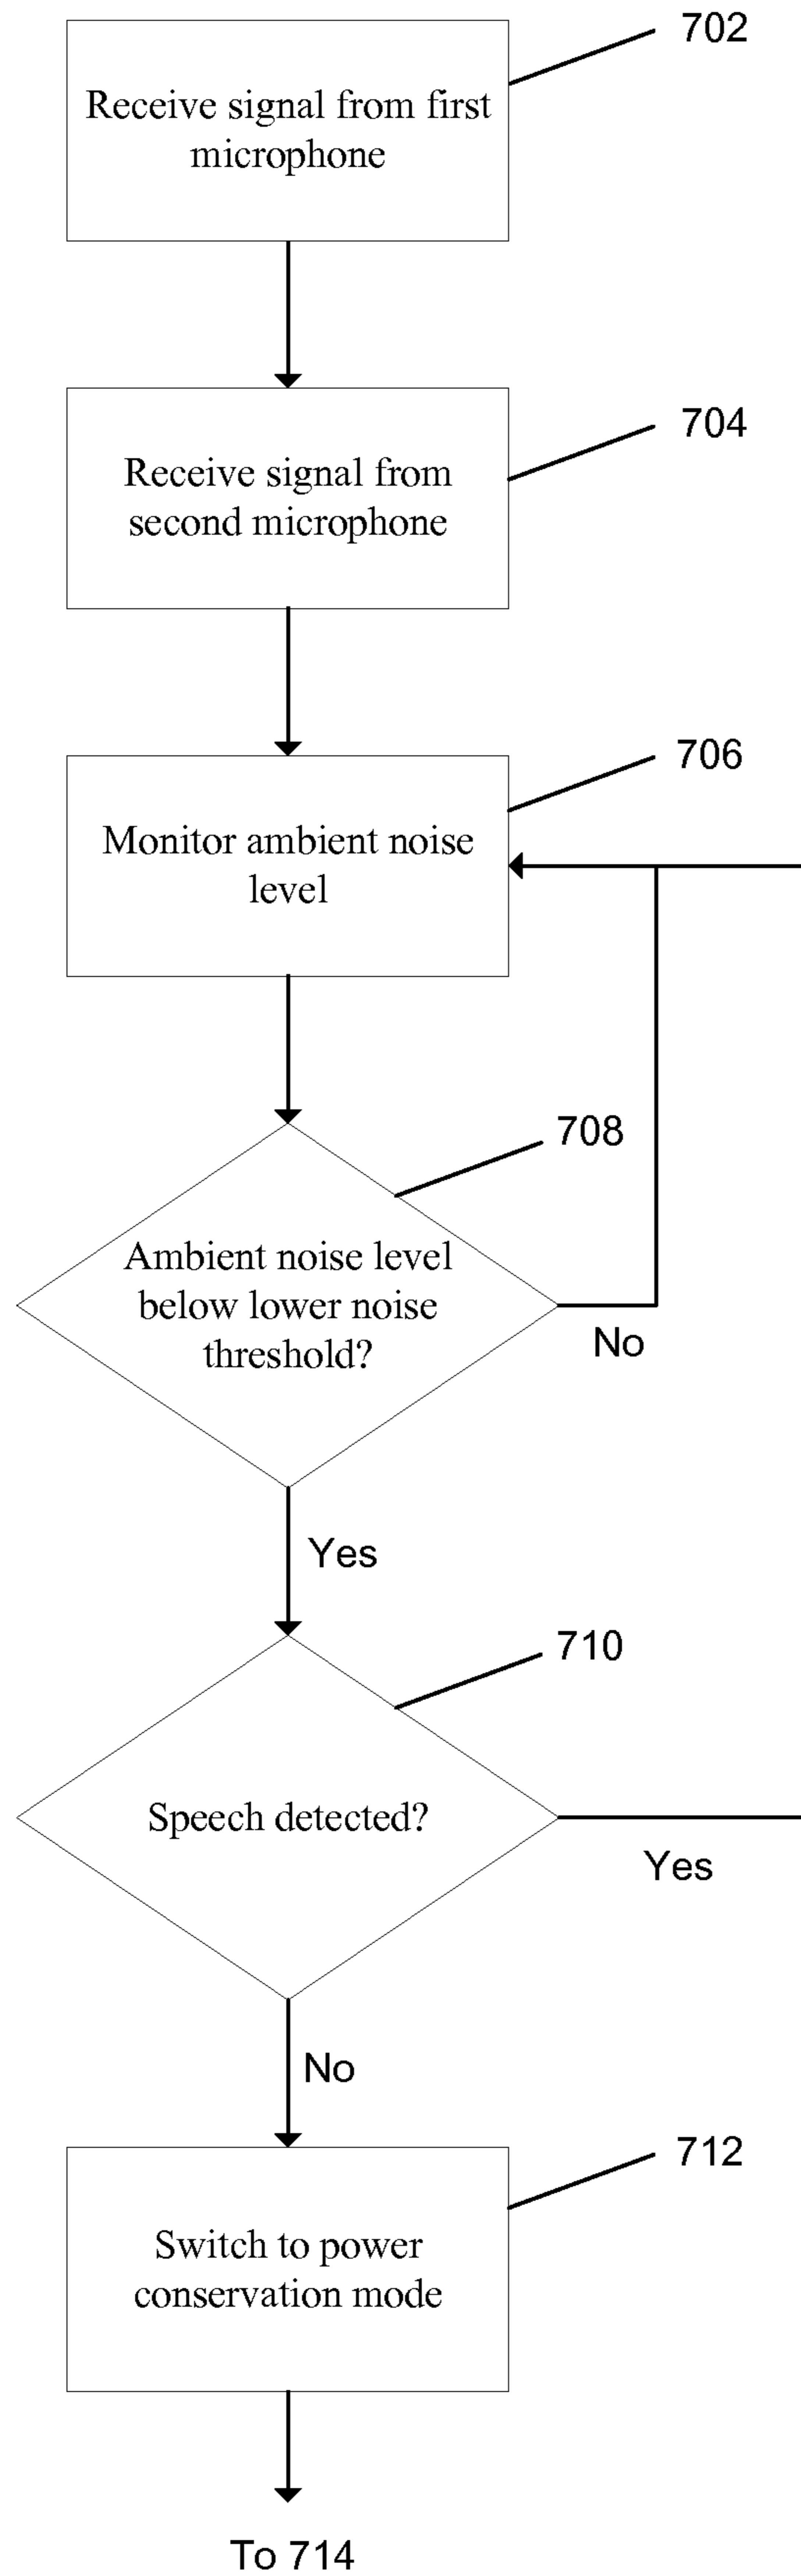 702
Receive signal from first
microphone
704
Receive signal from
second microphone
706
Monitor ambient noise
level
708
Ambient noise level
below lower noise
threshold?
No
Yes
710
Speech detected?
Yes
No
712
Switch to power
conservation mode
To 714